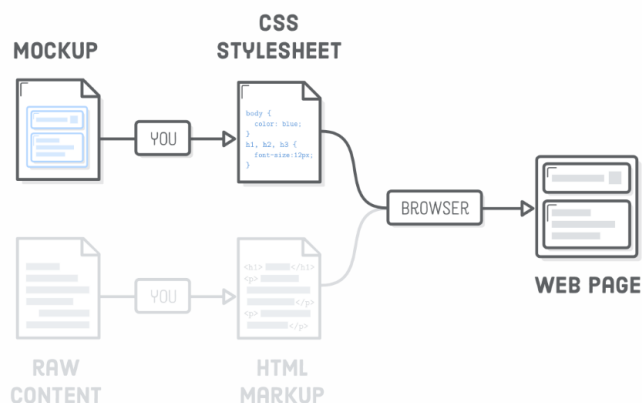 MOCKUP
CSS
STYLESHEET
YOU
body {
color: blue;
}
h1, h2, h3 {
font-size:12px;
}
BROWSER
WEB PAGE
YOU
<h1> </h1>
<p>
</p>
<p>
</p>
RAW
CONTENT
HTML
MARKUP